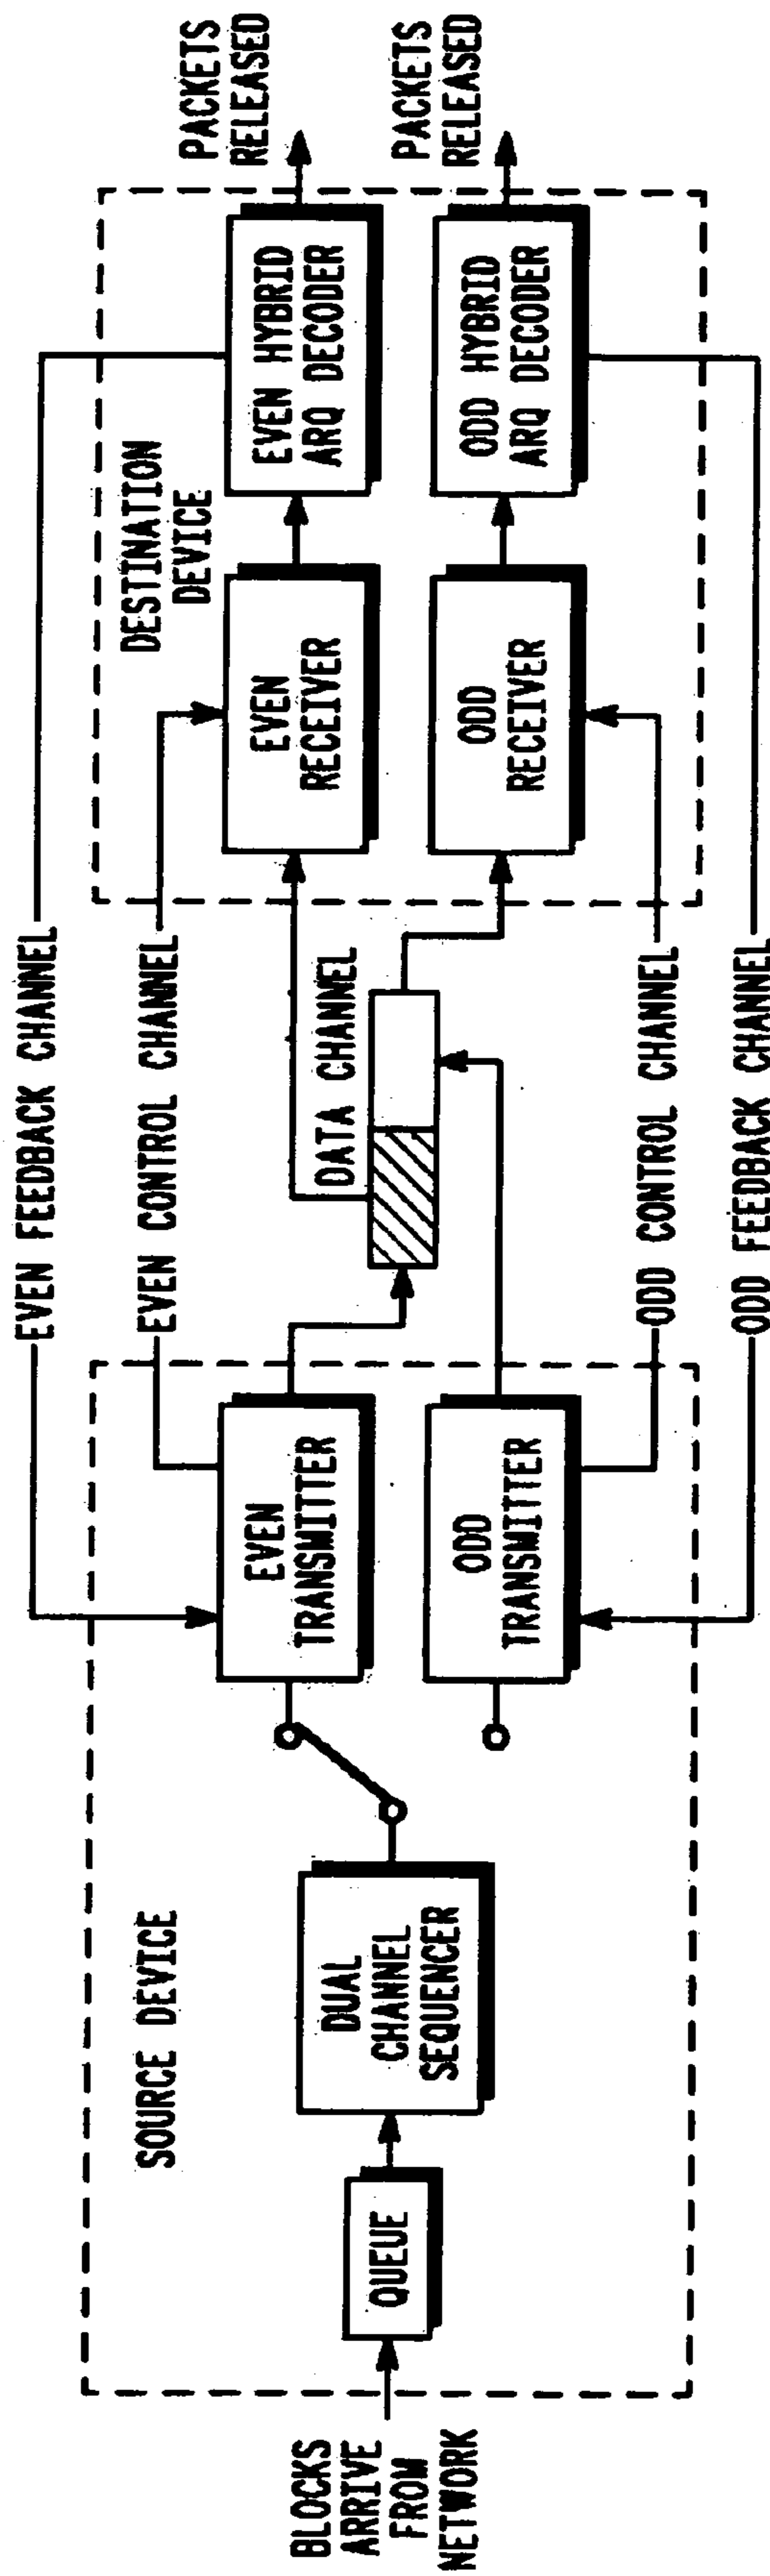 BLOCKS
ARRIVE
FROM
NETWORK
SOURCE DEVICE
QUEUE
DUAL
CHANNEL
SEQUENCER
EVEN
TRANSMITTER
ODD
TRANSMITTER
EVEN FEEDBACK CHANNEL
EVEN CONTROL CHANNEL
DATA CHANNEL
ODD CONTROL CHANNEL
ODD FEEDBACK CHANNEL
DESTINATION
DEVICE
EVEN
RECEIVER
ODD
RECEIVER
EVEN HYBRID
ARQ DECODER
ODD HYBRID
ARQ DECODER
PACKETS
RELEASED
PACKETS
RELEASED